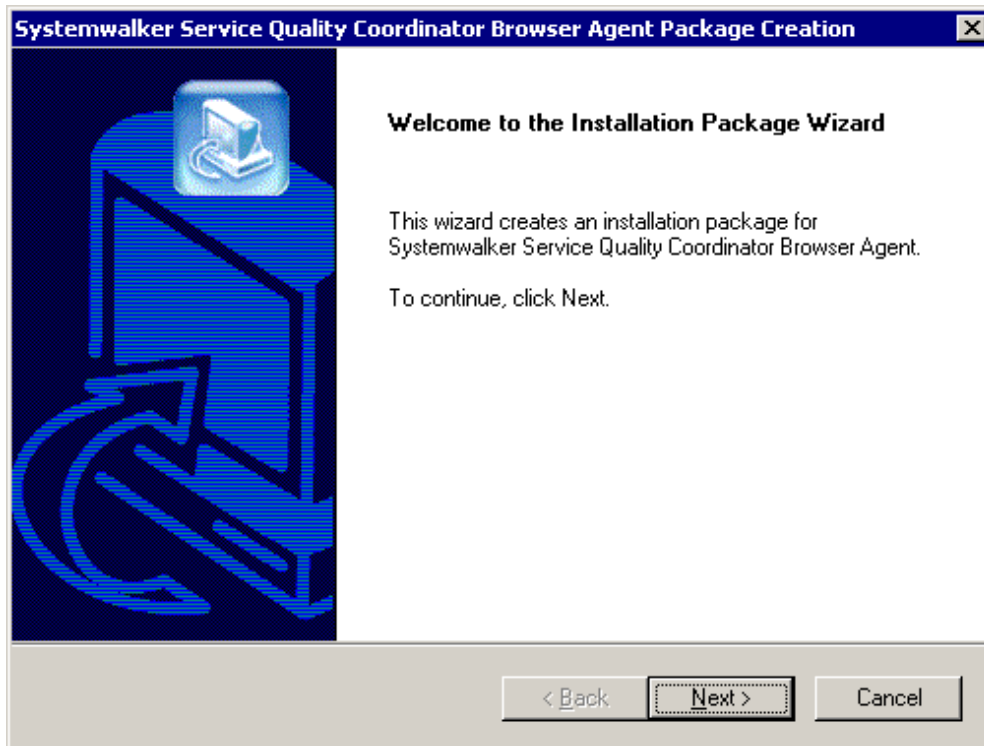 Systemwalker Service Quality Coordinator Browser Agent Package Creation
Welcome to the Installation Package Wizard
This wizard creates an installation package for
Systemwalker Service Quality Coordinator Browser Agent.
To continue, click Next.
< Back
Next >
Cancel